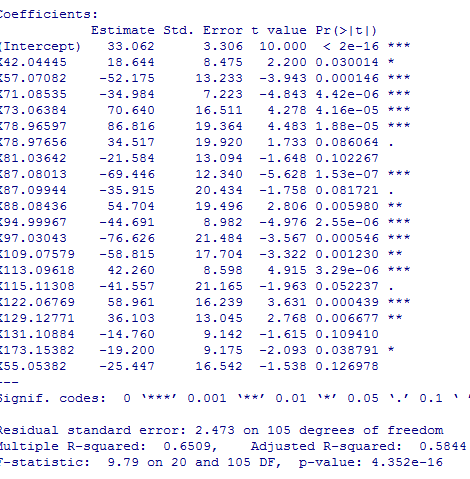 Coefficients:
Estimate Std. Error t value Pr(>|t|)
(Intercept) 33.062 3.306 10.000 < 2e-16 ***
X42.04445 18.644 8.475 2.200 0.030014 *
X57.07082 -52.175 13.233 -3.943 0.000146 ***
X71.08535 -34.984 7.223 -4.843 4.42e-06 ***
X73.06384 70.640 16.511 4.278 4.16e-05 ***
X78.96597 86.816 19.364 4.483 1.88e-05 ***
X78.97656 34.517 19.920 1.733 0.086064 .
X81.03642 -21.584 13.094 -1.648 0.102267
X87.08013 -69.446 12.340 -5.628 1.53e-07 ***
X87.09944 -35.915 20.434 -1.758 0.081721 .
X88.08436 54.704 19.496 2.806 0.005980 **
X94.99967 -44.691 8.982 -4.976 2.55e-06 ***
X97.03043 -76.626 21.484 -3.567 0.000546 ***
X109.07579 -58.815 17.704 -3.322 0.001230 **
X113.09618 42.260 8.598 4.915 3.29e-06 ***
X115.11308 -41.557 21.165 -1.963 0.052237 .
X122.06769 58.961 16.239 3.631 0.000439 ***
X129.12771 36.103 13.045 2.768 0.006677 **
X131.10884 -14.760 9.142 -1.615 0.109410
X173.15382 -19.200 9.175 -2.093 0.038791 *
X55.05382 -25.447 16.542 -1.538 0.126978
---
Signif. codes: 0 ‘***’ 0.001 ‘**’ 0.01 ‘*’ 0.05 ‘.’ 0.1 ‘ ‘
Residual standard error: 2.473 on 105 degrees of freedom
Multiple R-squared: 0.6509, Adjusted R-squared: 0.5844
F-statistic: 9.79 on 20 and 105 DF, p-value: 4.352e-16